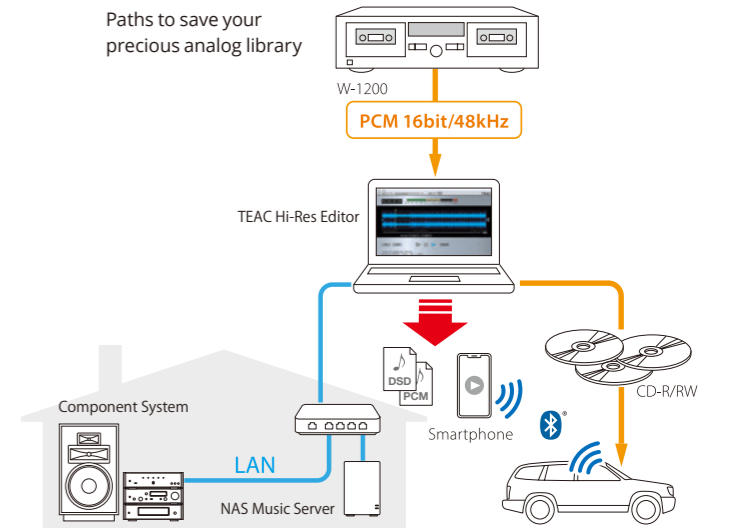 Paths to save your
precious analog library
W-1200
PCM 16bit/48kHz
TEAC Hi-Res Editor
DSD
PCM
Smartphone
®
CD-R/RW
Component System
LAN
NAS Music Server